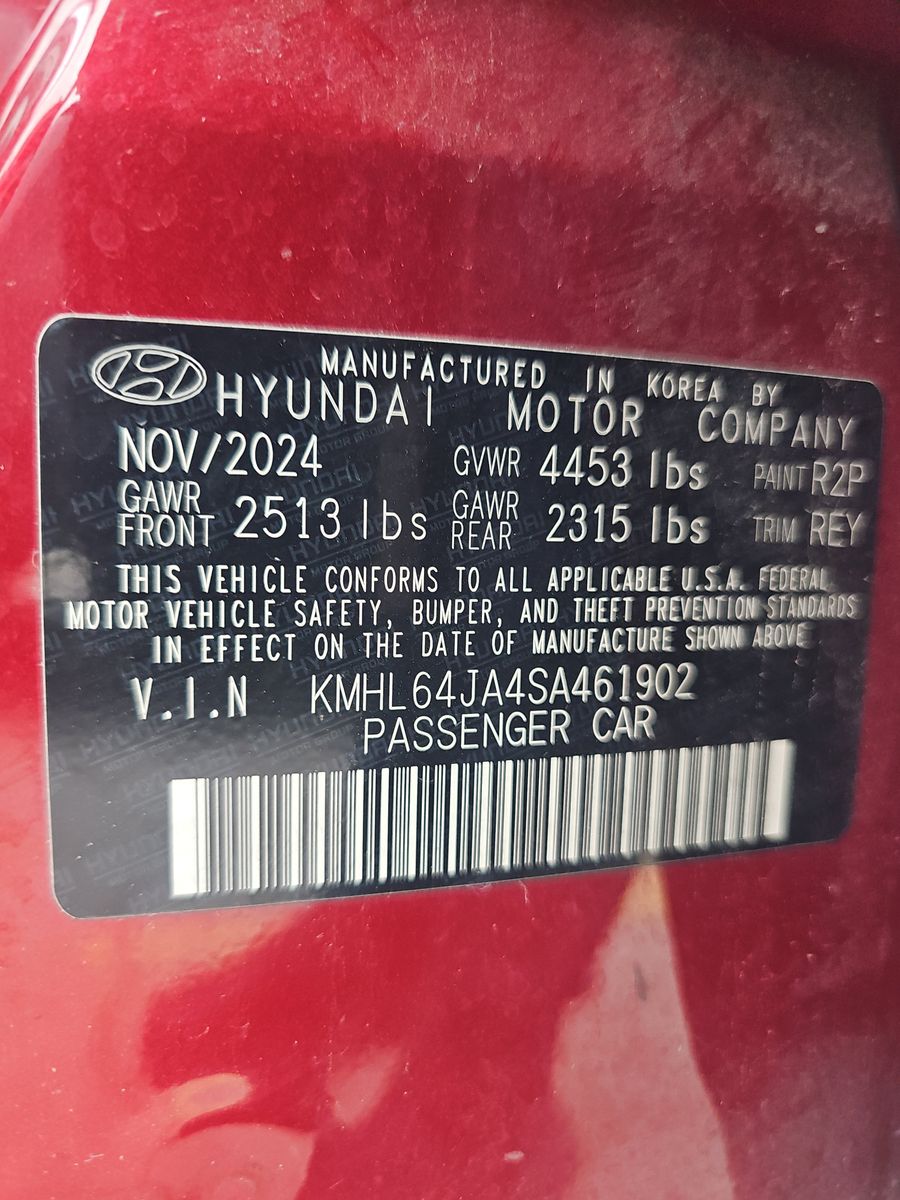 MANUFACTURED IN KOREA BY
HYUNDAI MOTOR COMPANY
NOV/2024 GVWR 4453 lbs PAINT R2P
GAWR FRONT 2513 lbs GAWR REAR 2315 lbs TRIM REY
THIS VEHICLE CONFORMS TO ALL APPLICABLE U.S.A. FEDERAL
MOTOR VEHICLE SAFETY, BUMPER, AND THEFT PREVENTION STANDARDS
IN EFFECT ON THE DATE OF MANUFACTURE SHOWN ABOVE
V.I.N KMHL64JA4SA461902
PASSENGER CAR